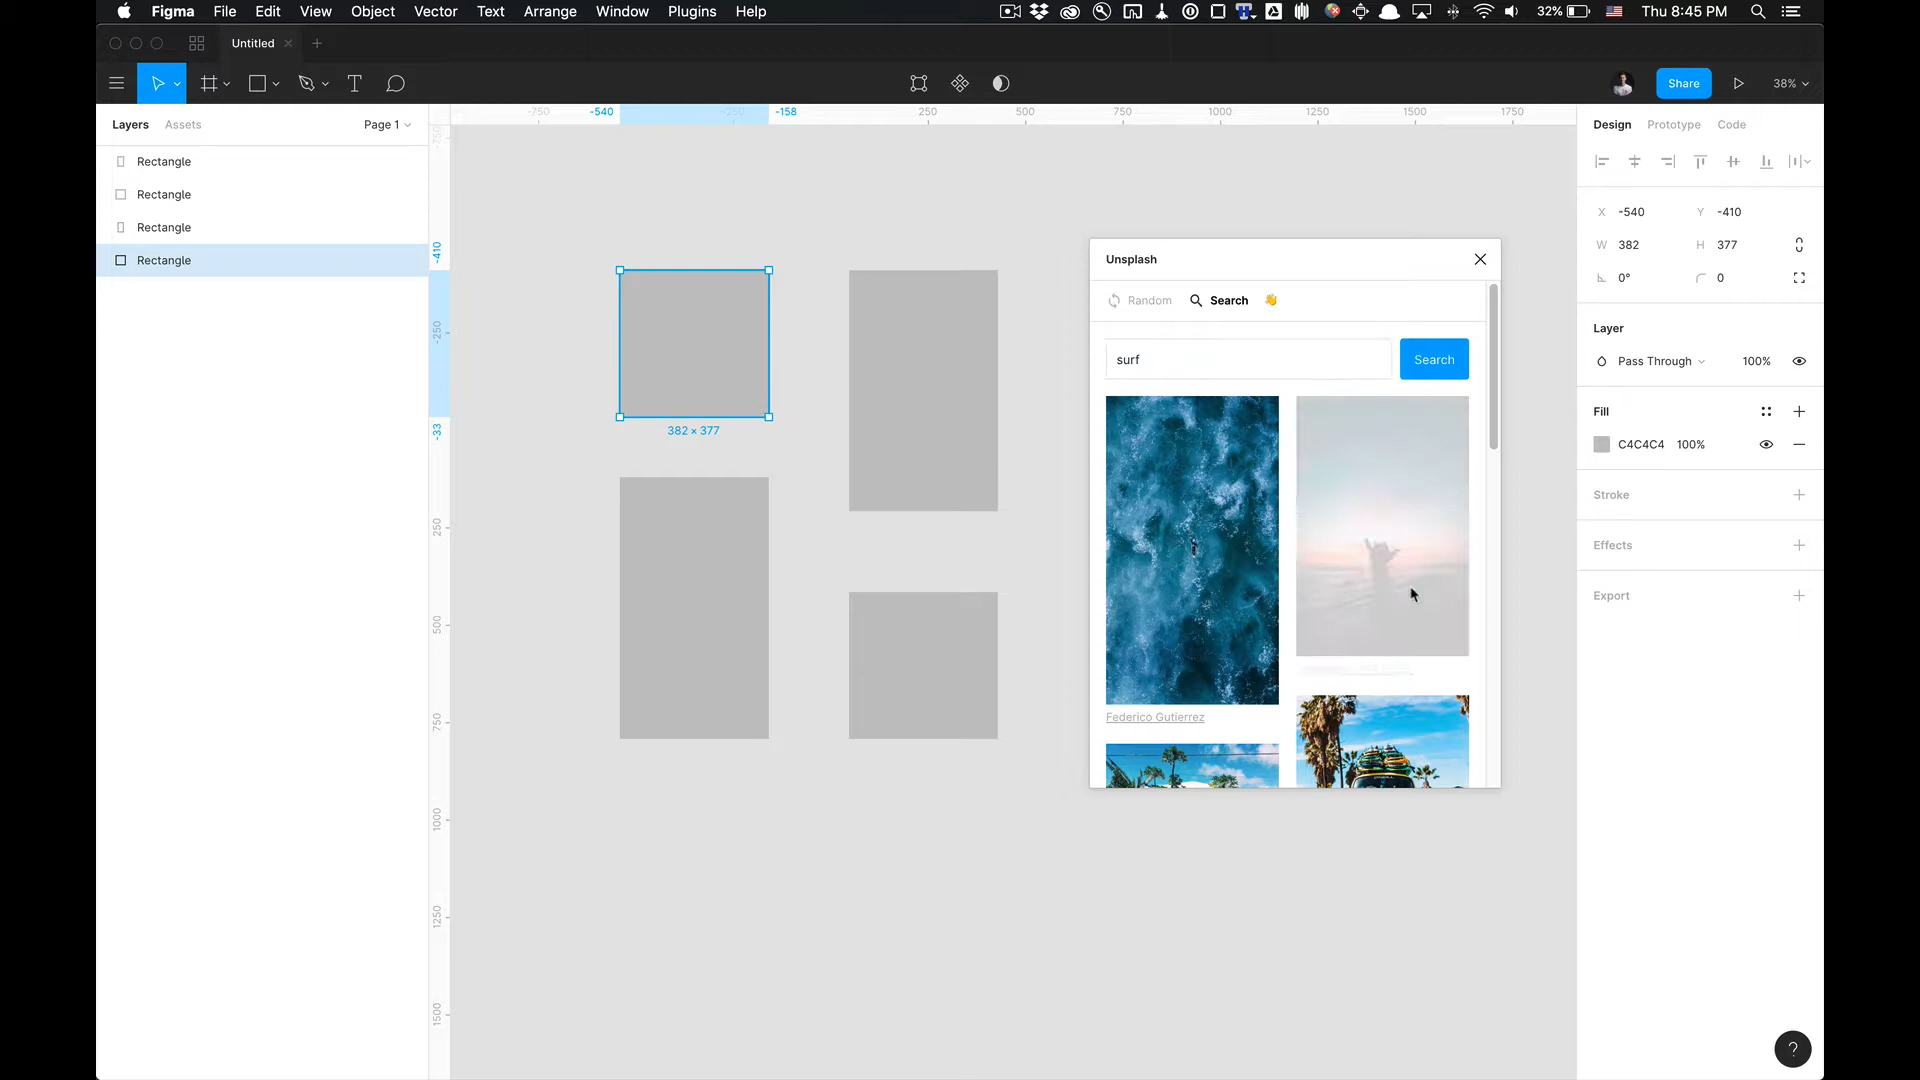 Figma File Edit View Object Vector Text Arrange Window Plugins Help 32% Thu 8:45 PM
Untitled
Share 38%
Layers Assets Page 1
Rectangle
Rectangle
Rectangle
Rectangle
-750 -540 -250 -158 250 500 750 1000 1250 1500 1750
-750
-410
-250
-33
250
500
750
1000
1250
1500
382 × 377
Unsplash
Random Search
surf Search
Federico Gutierrez
Design Prototype Code
X -540 Y -410
W 382 H 377
0° 0
Layer
Pass Through 100%
Fill
C4C4C4 100%
Stroke
Effects
Export
?